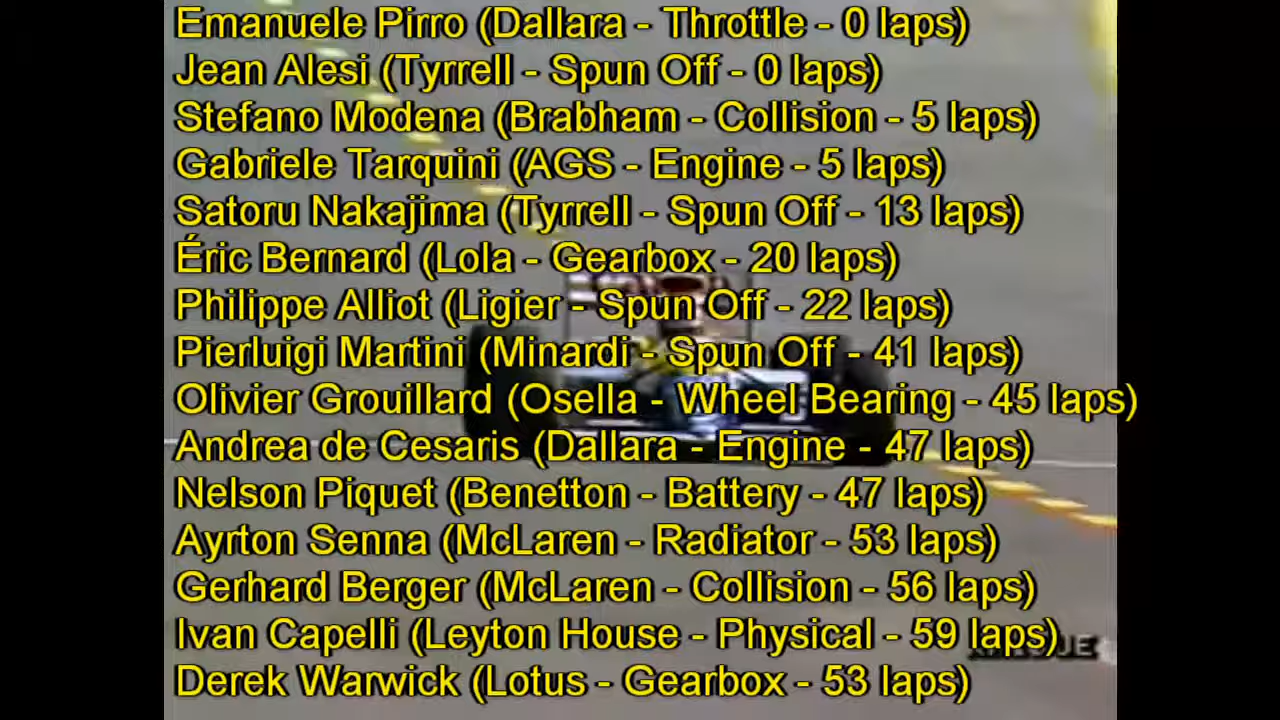 Emanuele Pirro (Dallara - Throttle - 0 laps)
Jean Alesi (Tyrrell - Spun Off - 0 laps)
Stefano Modena (Brabham - Collision - 5 laps)
Gabriele Tarquini (AGS - Engine - 5 laps)
Satoru Nakajima (Tyrrell - Spun Off - 13 laps)
Éric Bernard (Lola - Gearbox - 20 laps)
Philippe Alliot (Ligier - Spun Off - 22 laps)
Pierluigi Martini (Minardi - Spun Off - 41 laps)
Olivier Grouillard (Osella - Wheel Bearing - 45 laps)
Andrea de Cesaris (Dallara - Engine - 47 laps)
Nelson Piquet (Benetton - Battery - 47 laps)
Ayrton Senna (McLaren - Radiator - 53 laps)
Gerhard Berger (McLaren - Collision - 56 laps)
Ivan Capelli (Leyton House - Physical - 59 laps)
Derek Warwick (Lotus - Gearbox - 53 laps)